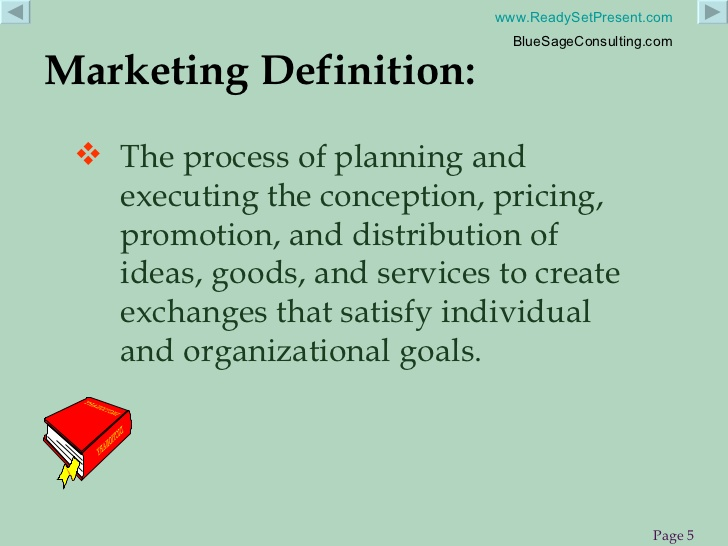 www.ReadySetPresent.com
BlueSageConsulting.com
Marketing Definition:
❖ The process of planning and
executing the conception, pricing,
promotion, and distribution of
ideas, goods, and services to create
exchanges that satisfy individual
and organizational goals.
Page 5